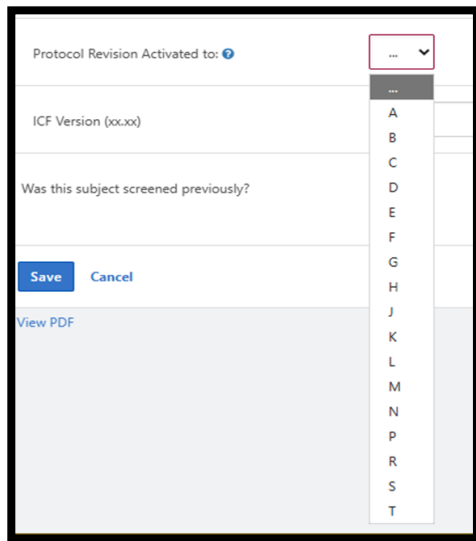 Protocol Revision Activated to: ?
...
...
A
ICF Version (xx.xx)
B
C
Was this subject screened previously?
D
E
F
G
Save Cancel
H
J
View PDF
K
L
M
N
P
R
S
T